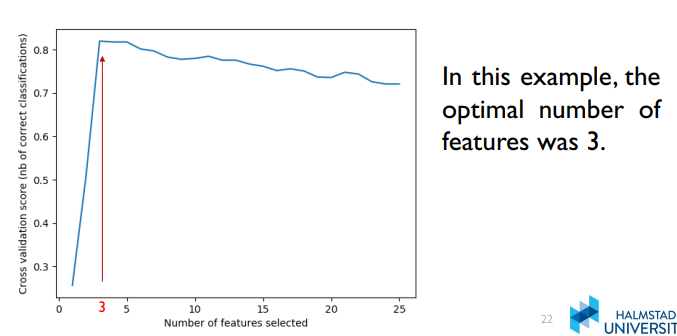 Cross validation score (nb of correct classifications)
0.8
0.7
0.6
0.5
0.4
0.3
0
3
5
10
15
20
25
Number of features selected
In this example, the
optimal number of
features was 3.
22
HALMSTAD
UNIVERSIT